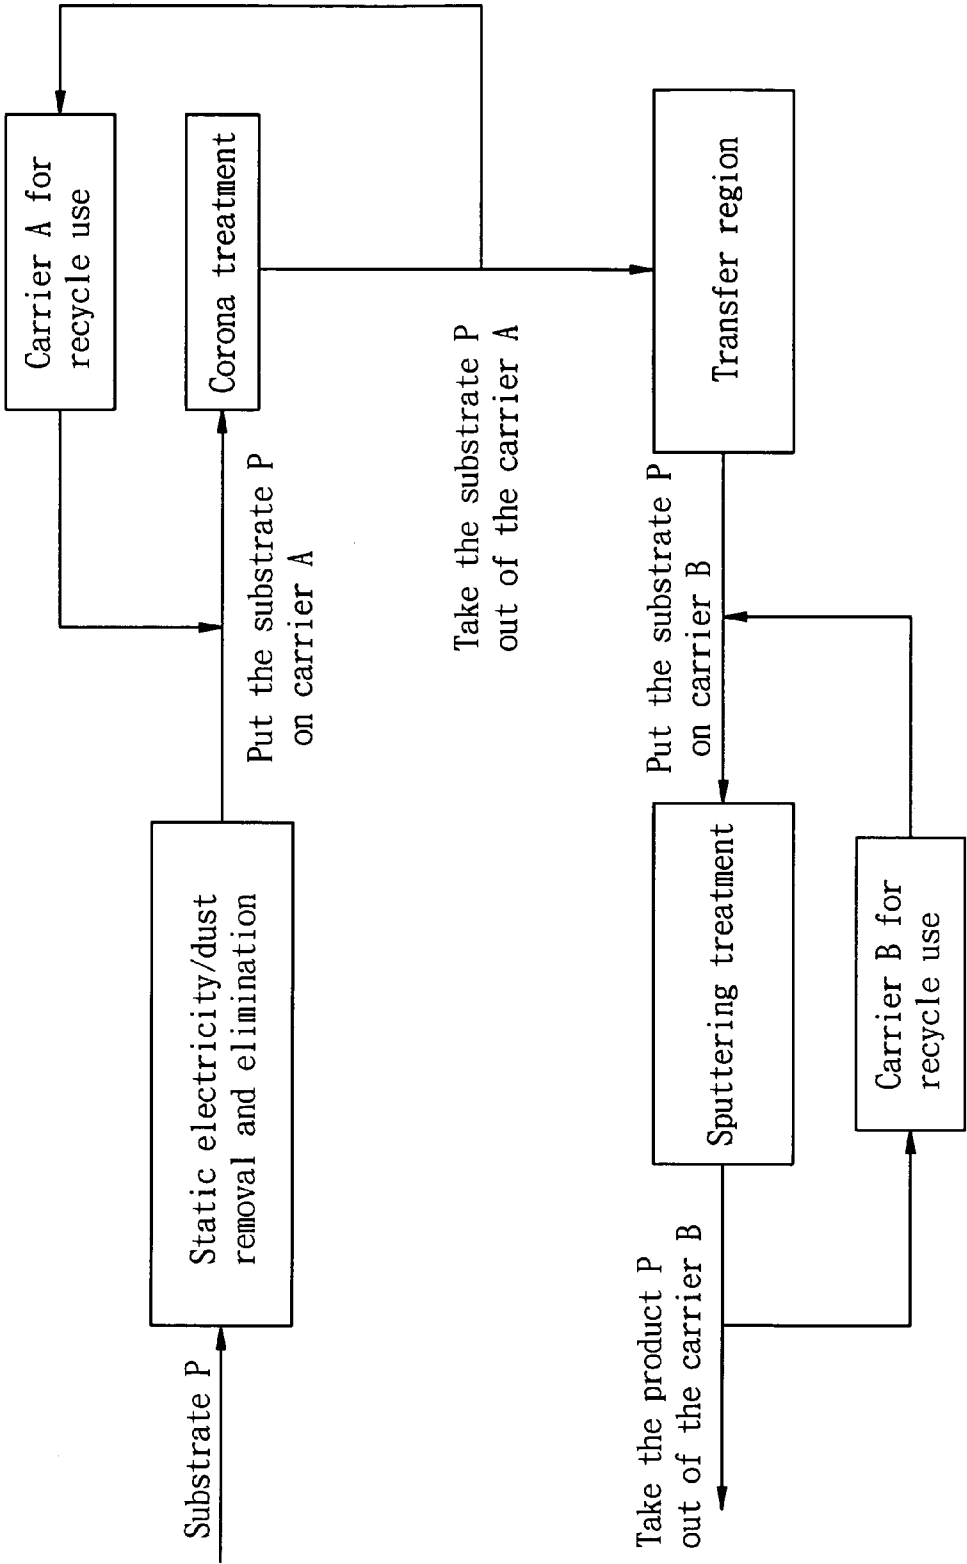 Carrier A for
recycle use
Substrate P
Static electricity/dust
removal and elimination
Put the substrate P
on carrier A
Corona treatment
Take the substrate P
out of the carrier A
Take the product P
out of the carrier B
Sputtering treatment
Put the substrate P
on carrier B
Transfer region
Carrier B for
recycle use